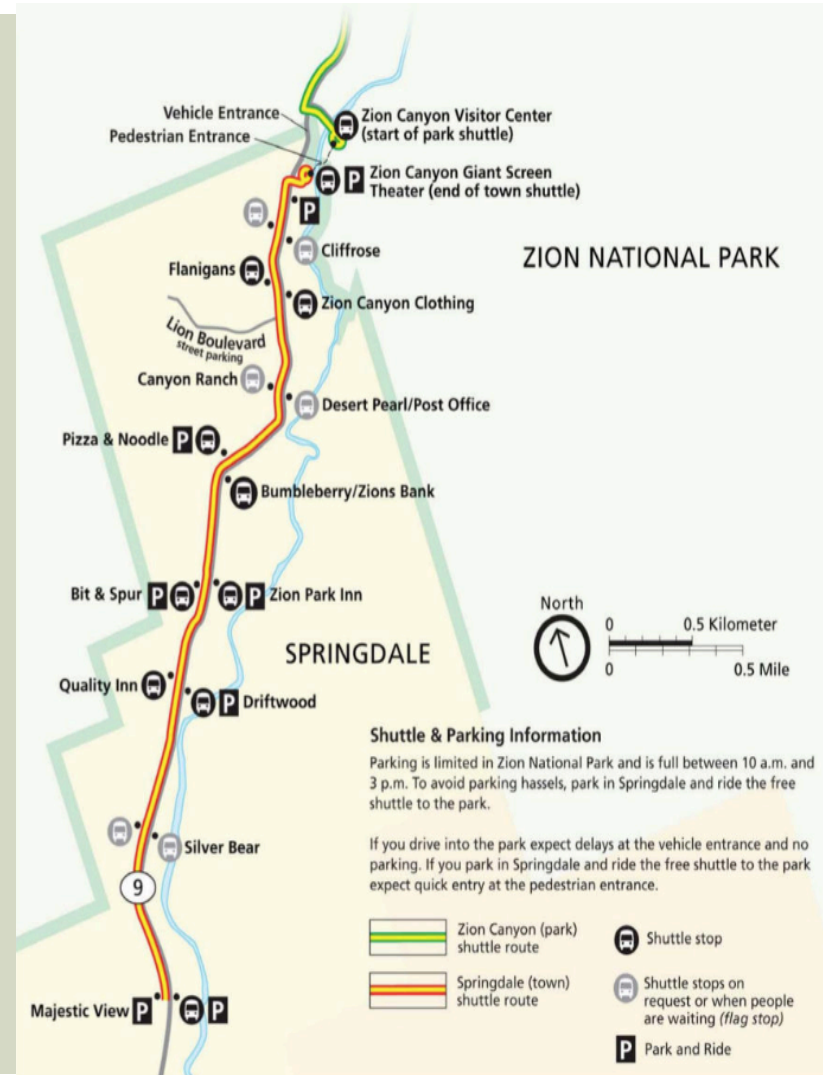 Vehicle Entrance
Pedestrian Entrance
Zion Canyon Visitor Center
(start of park shuttle)
Zion Canyon Giant Screen
Theater (end of town shuttle)
P
P
Cliffrose
ZION NATIONAL PARK
Flanigans
Zion Canyon Clothing
Lion Boulevard
street parking
Canyon Ranch
Desert Pearl/Post Office
Pizza & Noodle P
Bumbleberry/Zions Bank
Bit & Spur P
P Zion Park Inn
North
0 0.5 Kilometer
0 0.5 Mile
SPRINGDALE
Quality Inn
P Driftwood
Silver Bear
9
Majestic View P
P
Shuttle & Parking Information
Parking is limited in Zion National Park and is full between 10 a.m. and
3 p.m. To avoid parking hassels, park in Springdale and ride the free
shuttle to the park.
If you drive into the park expect delays at the vehicle entrance and no
parking. If you park in Springdale and ride the free shuttle to the park
expect quick entry at the pedestrian entrance.
Zion Canyon (park)
shuttle route
Springdale (town)
shuttle route
Shuttle stop
Shuttle stops on
request or when people
are waiting (flag stop)
P Park and Ride